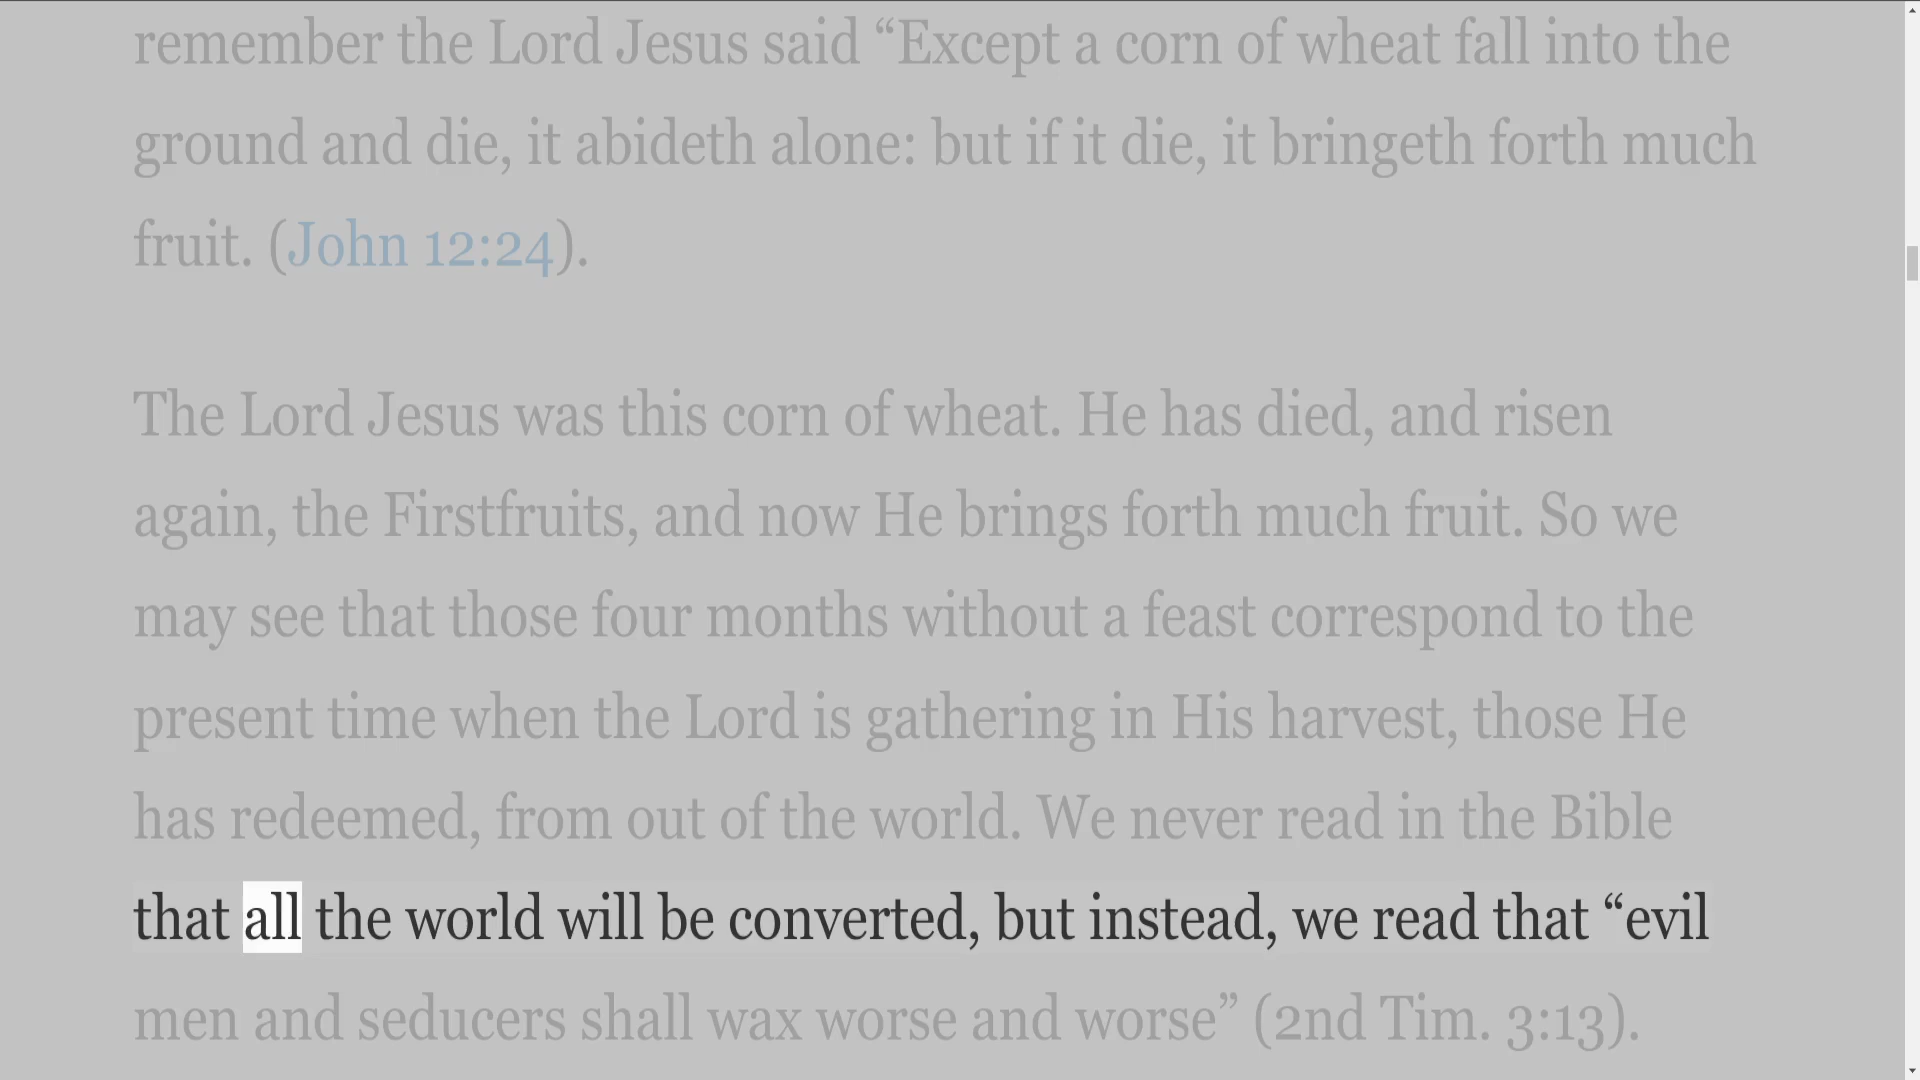 remember the Lord Jesus said “Except a corn of wheat fall into the
ground and die, it abideth alone: but if it die, it bringeth forth much
fruit. (John 12:24).
The Lord Jesus was this corn of wheat. He has died, and risen
again, the Firstfruits, and now He brings forth much fruit. So we
may see that those four months without a feast correspond to the
present time when the Lord is gathering in His harvest, those He
has redeemed, from out of the world. We never read in the Bible
that all the world will be converted, but instead, we read that “evil
men and seducers shall wax worse and worse” (2nd Tim. 3:13).